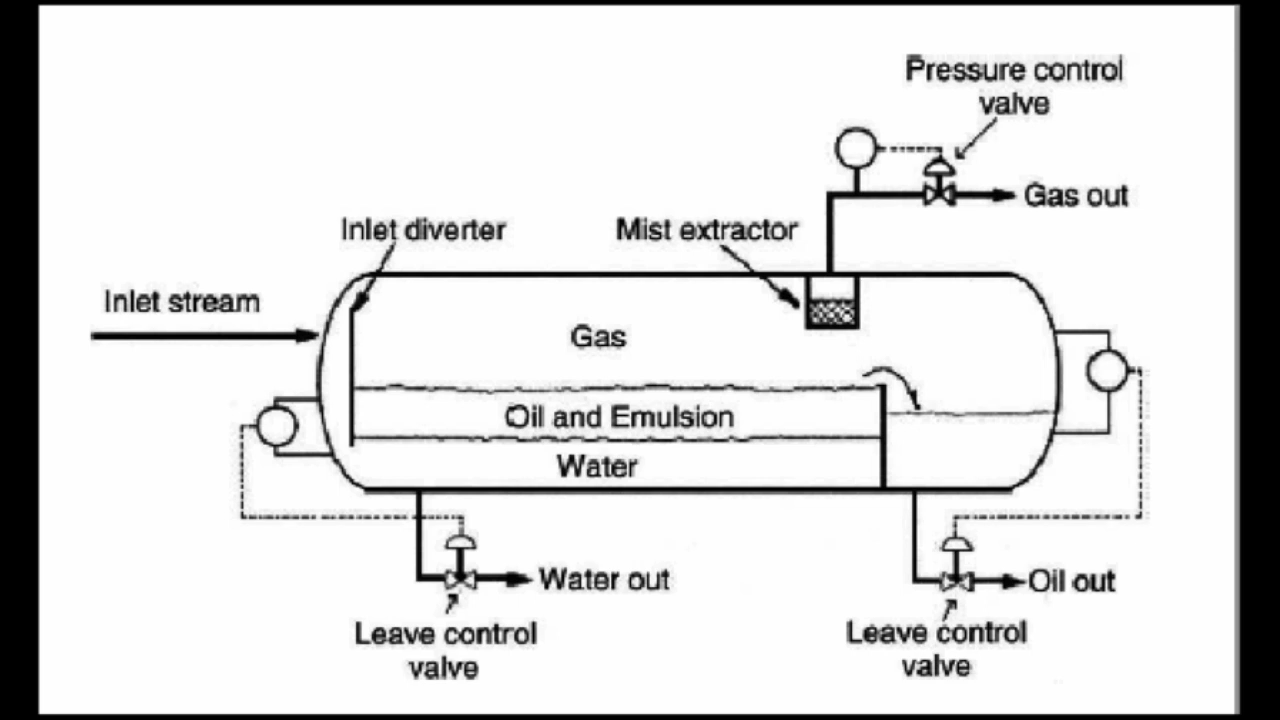 Pressure control
valve
Gas out
Inlet diverter
Mist extractor
Inlet stream
Gas
Oil and Emulsion
Water
Water out
Oil out
Leave control
valve
Leave control
valve